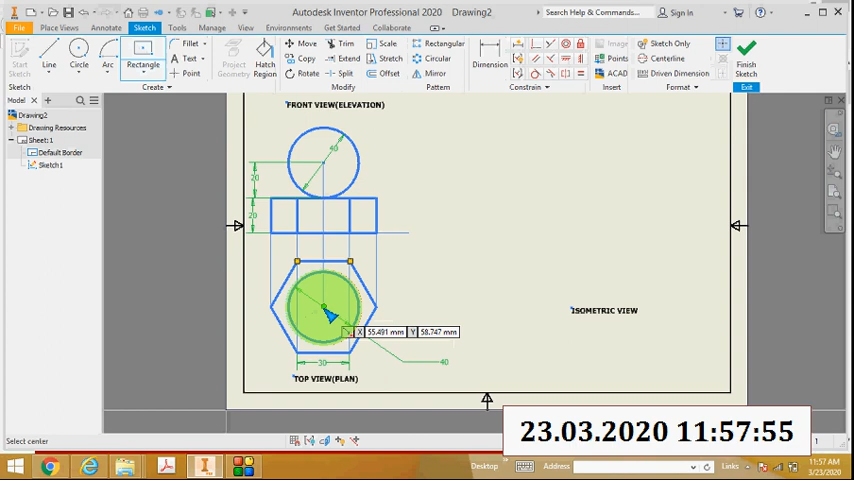 Autodesk Inventor Professional 2020 Drawing2
Search Help & Commands...
Sign In
File Place Views Annotate Sketch Tools Manage View Environments Get Started Collaborate
Start Sketch
Line
Circle
Arc
Rectangle
Fillet
Text
Point
Project Geometry
Hatch Region
Move
Trim
Scale
Copy
Extend
Stretch
Rotate
Split
Offset
Rectangular
Circular
Mirror
Dimension
Image
Points
ACAD
Sketch Only
Centerline
Driven Dimension
Finish Sketch
Sketch
Create
Modify
Pattern
Constrain
Insert
Format
Exit
Model
Drawing2
Drawing Resources
Sheet:1
Default Border
Sketch1
FRONT VIEW(ELEVATION)
40
20
20
X 55.491 mm Y 58.747 mm
30
40
TOP VIEW(PLAN)
ISOMETRIC VIEW
23.03.2020 11:57:55
Select center
1
Desktop
Address
Links
11:57 AM
3/23/2020